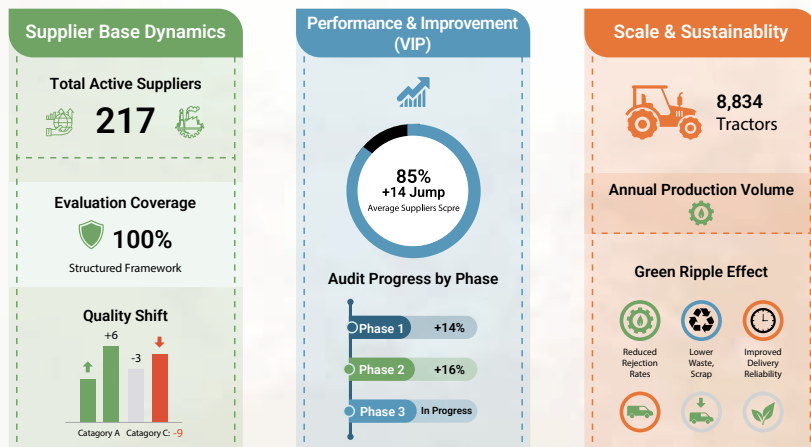 Supplier Base Dynamics
Total Active Suppliers
217
Evaluation Coverage
100%
Structured Framework
Quality Shift
+6
-3
Catagory A
Catagory C: -9
Performance & Improvement
(VIP)
85%
+14 Jump
Average Suppliers Scpre
Audit Progress by Phase
Phase 1
+14%
Phase 2
+16%
Phase 3
In Progress
Scale & Sustainablity
8,834
Tractors
Annual Production Volume
Green Ripple Effect
Reduced
Rejection
Rates
Lower
Waste,
Scrap
Improved
Delivery
Reliability